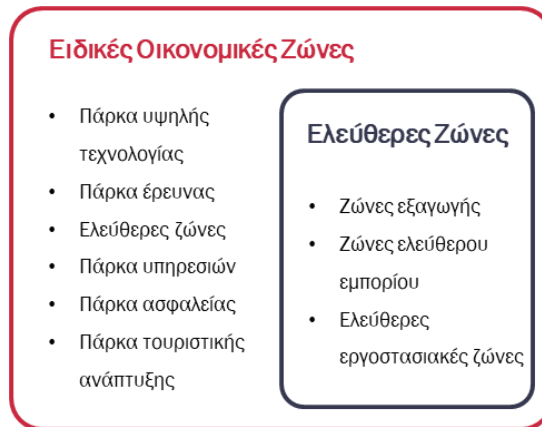 Ειδικές Οικονομικές Ζώνες
• Πάρκα υψηλής
τεχνολογίας
• Πάρκα έρευνας
• Ελεύθερες ζώνες
• Πάρκα υπηρεσιών
• Πάρκα ασφαλείας
• Πάρκα τουριστικής
ανάπτυξης
Ελεύθερες Ζώνες
• Ζώνες εξαγωγής
• Ζώνες ελεύθερου
εμπορίου
• Ελεύθερες
εργοστασιακές ζώνες